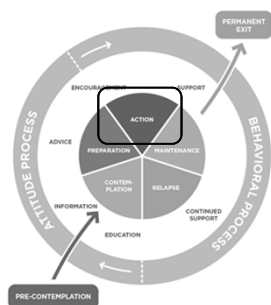 PERMANENT
EXIT
ENCOURAGEMENT
SUPPORT
ACTION
ATTITUDE PROCESS
BEHAVIORAL PROCESS
ADVICE
PREPARATION
MAINTENANCE
CONTEM-
PLATION
RELAPSE
INFORMATION
CONTINUED
SUPPORT
EDUCATION
PRE-CONTEMPLATION